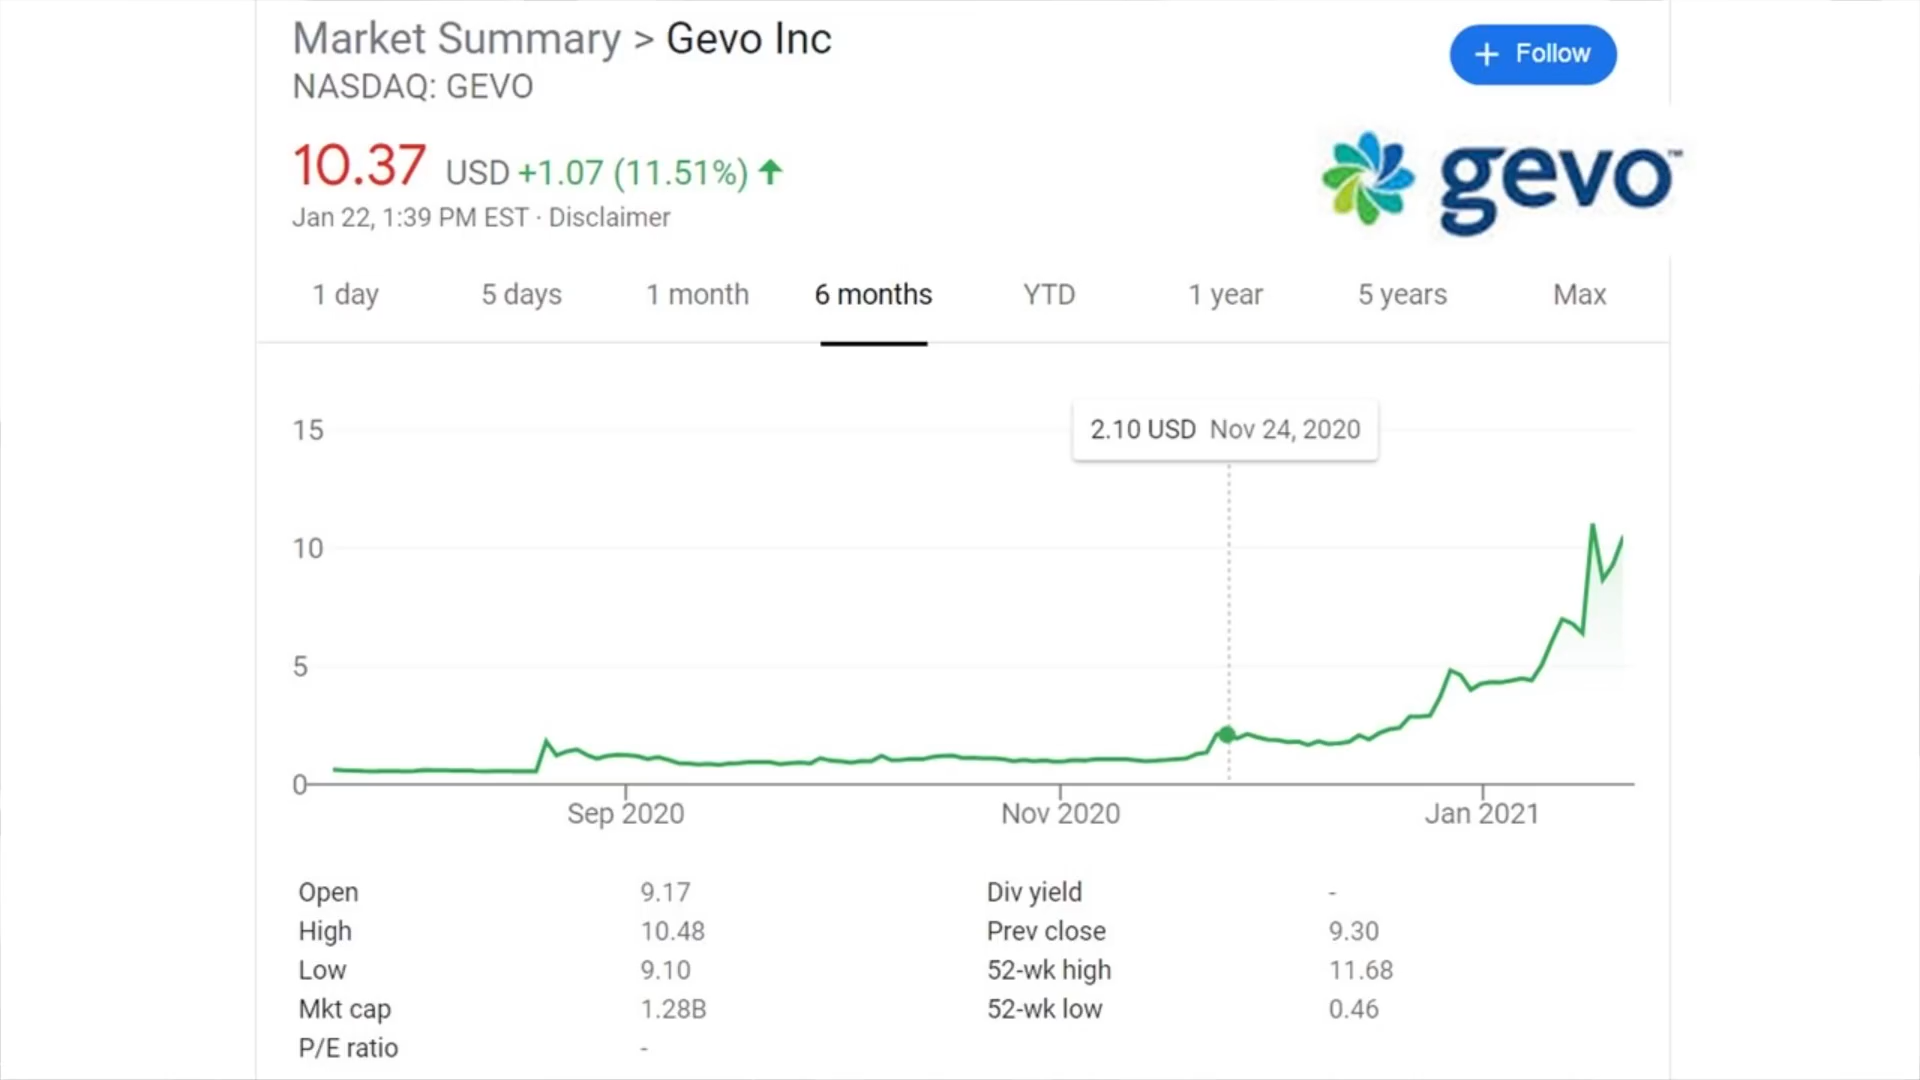 Market Summary > Gevo Inc
+ Follow
NASDAQ: GEVO
10.37 USD +1.07 (11.51%)
Jan 22, 1:39 PM EST · Disclaimer
gevo™
1 day 5 days 1 month 6 months YTD 1 year 5 years Max
2.10 USD Nov 24, 2020
15
10
5
0
Sep 2020 Nov 2020 Jan 2021
Open 9.17 Div yield -
High 10.48 Prev close 9.30
Low 9.10 52-wk high 11.68
Mkt cap 1.28B 52-wk low 0.46
P/E ratio -